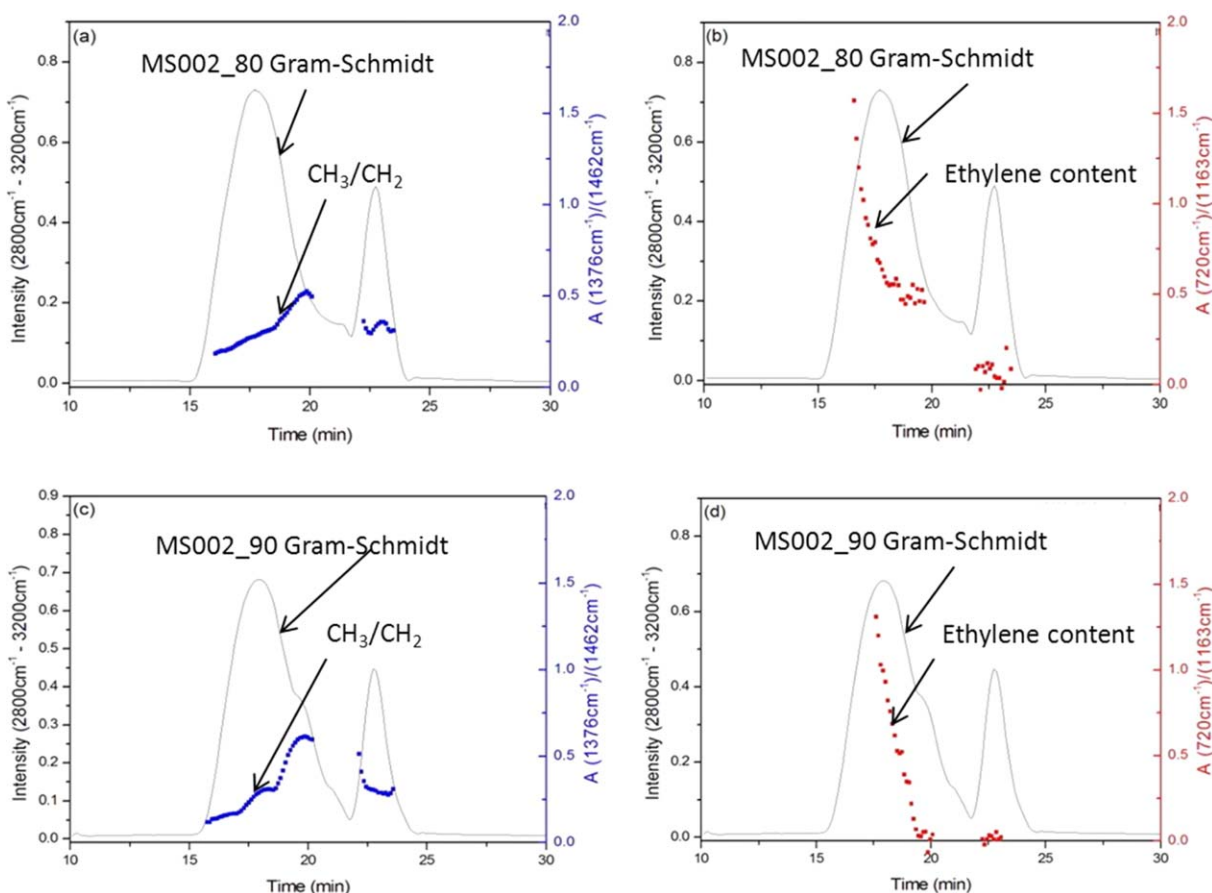 (a)
MS002_80 Gram-Schmidt
CH₃/CH₂
Intensity (2800cm⁻¹ - 3200cm⁻¹)
0.8
0.6
0.4
0.2
0.0
A (1376cm⁻¹)/(1462cm⁻¹)
2.0
1.5
1.0
0.5
0.0
10 15 20 25 30
Time (min)
(b)
MS002_80 Gram-Schmidt
Ethylene content
Intensity (2800cm⁻¹ - 3200cm⁻¹)
0.8
0.6
0.4
0.2
0.0
A (720cm⁻¹)/(1163cm⁻¹)
2.0
1.5
1.0
0.5
0.0
10 15 20 25 30
Time (min)
(c)
MS002_90 Gram-Schmidt
CH₃/CH₂
Intensity (2800cm⁻¹ - 3200cm⁻¹)
0.9
0.8
0.7
0.6
0.5
0.4
0.3
0.2
0.1
0.0
A (1376cm⁻¹)/(1462cm⁻¹)
2.0
1.5
1.0
0.5
0.0
10 15 20 25 30
Time (min)
(d)
MS002_90 Gram-Schmidt
Ethylene content
Intensity (2800cm⁻¹ - 3200cm⁻¹)
0.8
0.6
0.4
0.2
0.0
A (720cm⁻¹)/(1163cm⁻¹)
2.0
1.5
1.0
0.5
0.0
10 15 20 25 30
Time (min)